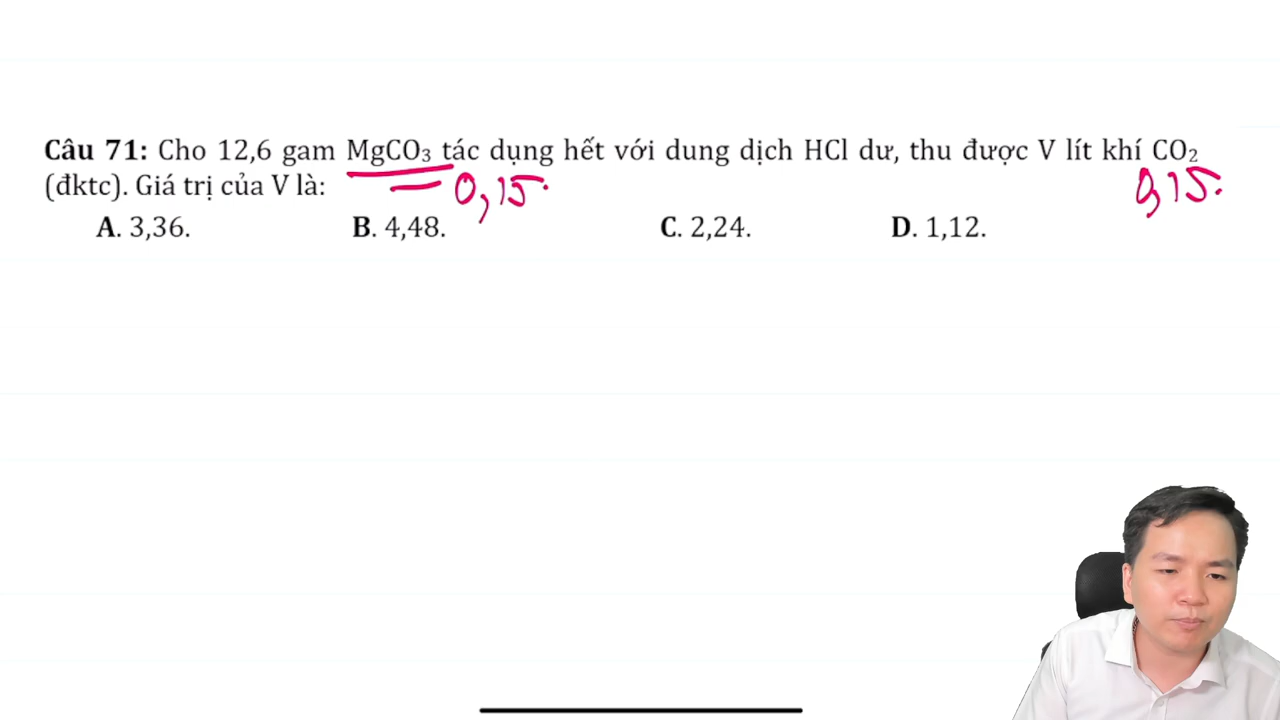 Câu 71: Cho 12,6 gam MgCO₃ tác dụng hết với dung dịch HCl dư, thu được V lít khí CO₂
(đktc). Giá trị của V là:
= 0,15.
0,15.
A. 3,36. B. 4,48. C. 2,24. D. 1,12.